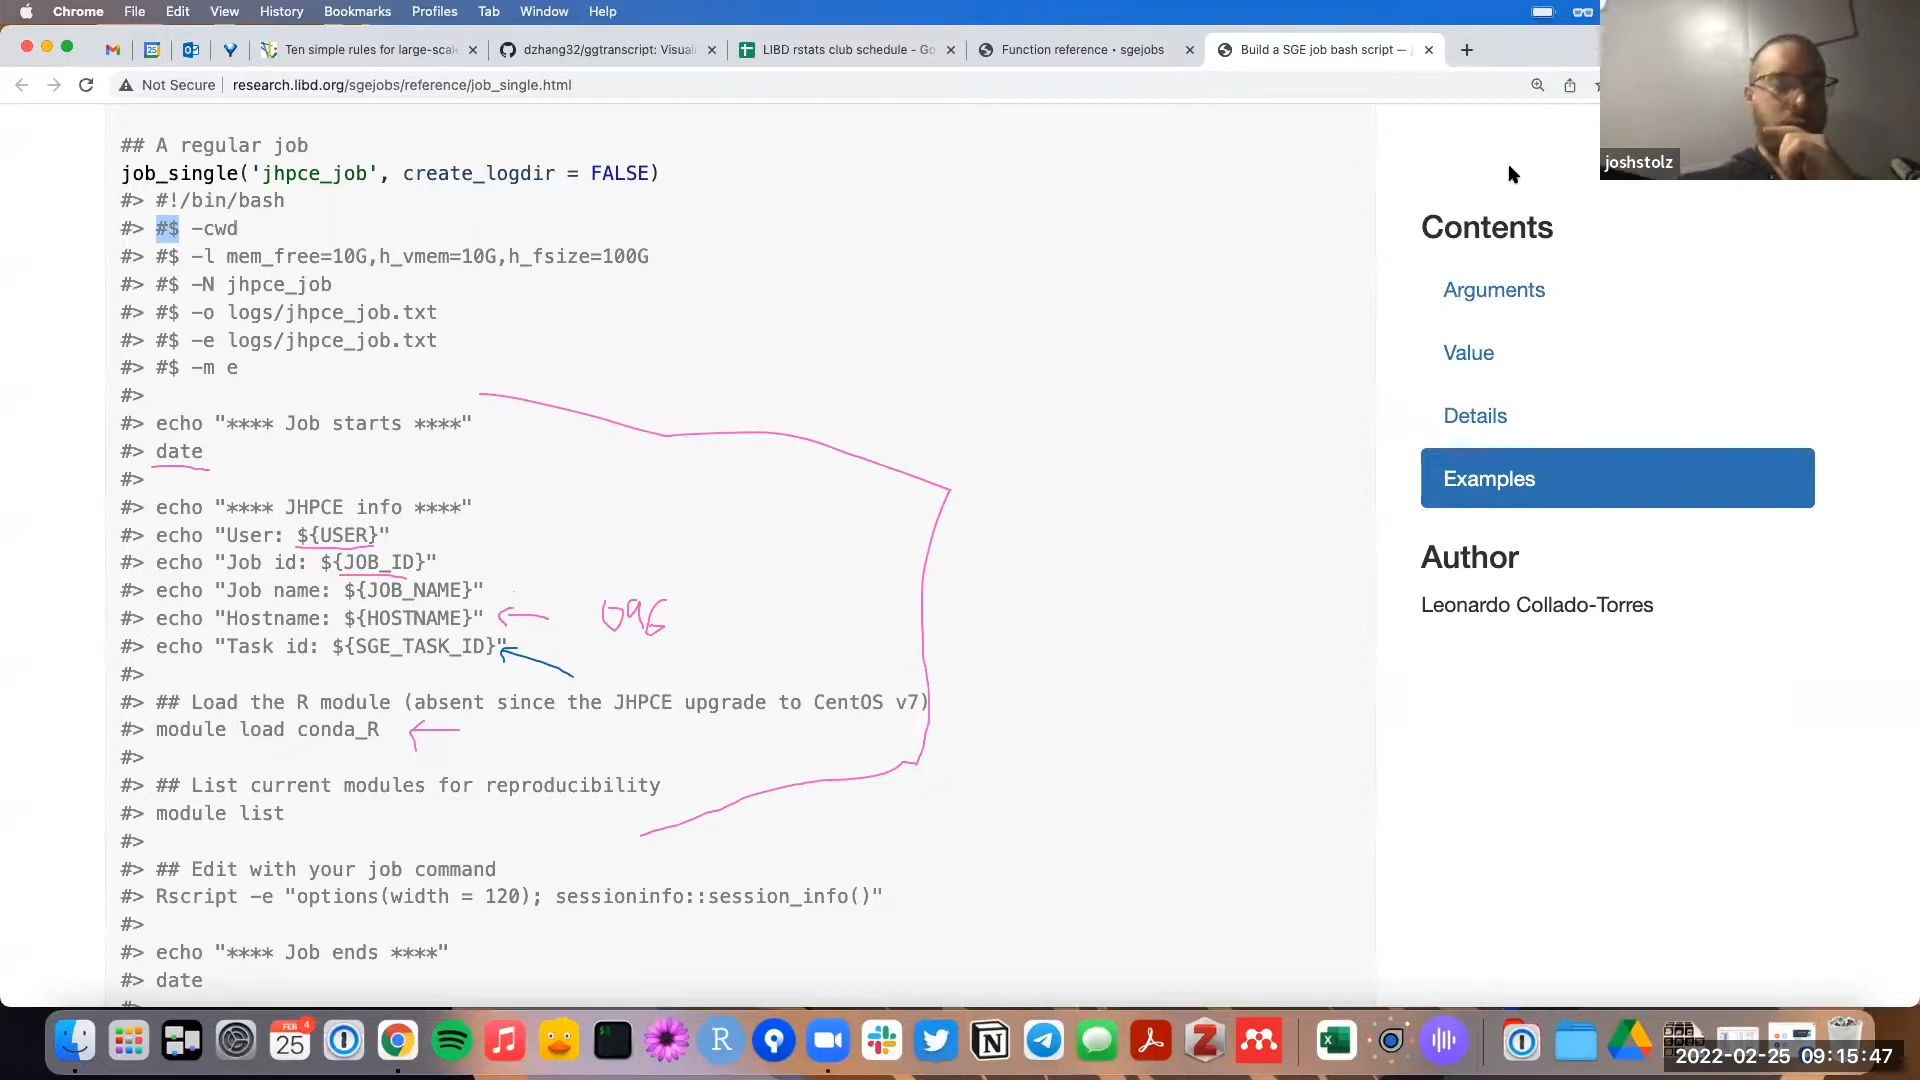 Chrome File Edit View History Bookmarks Profiles Tab Window Help
Ten simple rules for large-scale
dzhang32/ggtranscript: Visuali
LIBD rstats club schedule - Go
Function reference • sgejobs
Build a SGE job bash script —
Not Secure research.libd.org/sgejobs/reference/job_single.html
joshstolz
## A regular job
job_single('jhpce_job', create_logdir = FALSE)
#> #!/bin/bash
#> #$ -cwd
#> #$ -l mem_free=10G,h_vmem=10G,h_fsize=100G
#> #$ -N jhpce_job
#> #$ -o logs/jhpce_job.txt
#> #$ -e logs/jhpce_job.txt
#> #$ -m e
#>
#> echo "**** Job starts ****"
#> date
#>
#> echo "**** JHPCE info ****"
#> echo "User: ${USER}"
#> echo "Job id: ${JOB_ID}"
#> echo "Job name: ${JOB_NAME}"
#> echo "Hostname: ${HOSTNAME}"
096
#> echo "Task id: ${SGE_TASK_ID}"
#>
#> ## Load the R module (absent since the JHPCE upgrade to CentOS v7)
#> module load conda_R
#>
#> ## List current modules for reproducibility
#> module list
#>
#> ## Edit with your job command
#> Rscript -e "options(width = 120); sessioninfo::session_info()"
#>
#> echo "**** Job ends ****"
#> date
#>
Contents
Arguments
Value
Details
Examples
Author
Leonardo Collado-Torres
FEB 4
25
2022-02-25 09:15:47